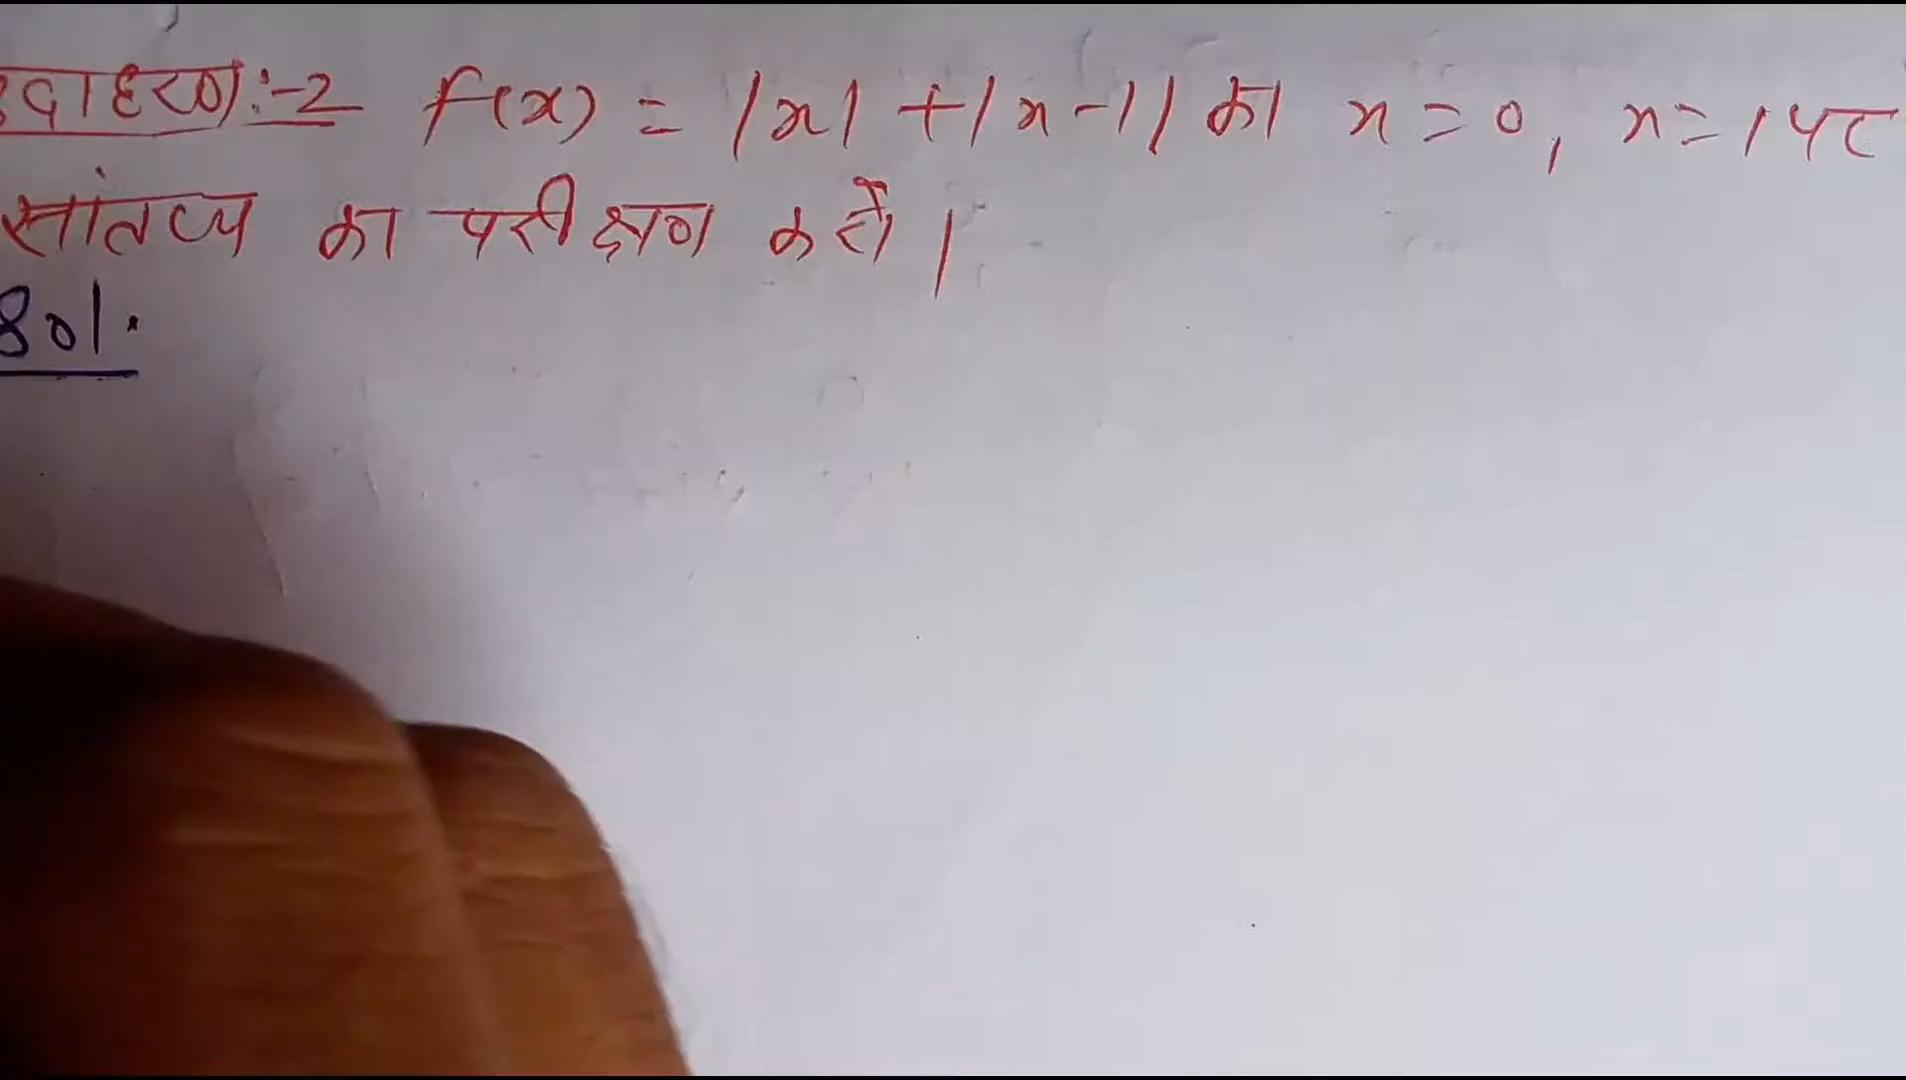 उदाहरण:-2 f(x) = |x| + |x-1| का x=0, x=1 पर
सांतत्य का परीक्षण करो।
Sol.